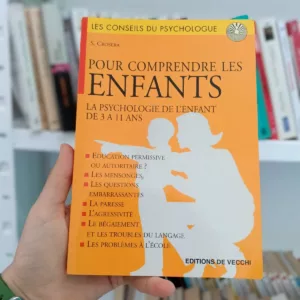 LES CONSEILS DU PSYCHOLOGUE
POUR COMPRENDRE LES
ENFANTS
LA PSYCHOLOGIE DE L'ENFANT
DE 3 A 11 ANS
■ EDUCATION PERMISSIVE
OU AUTORITAIRE ?
■ LES MENSONGES,
■ LES QUESTIONS
EMBARRASSANTES
■ LA PARESSE
■ L'AGRESSIVITÉ
■ LE BÉGAIEMENT
ET LES TROUBLES DU LANGAGE
■ LES PROBLÈMES À L'ÉCOLE
EDITIONS DE VECCHI